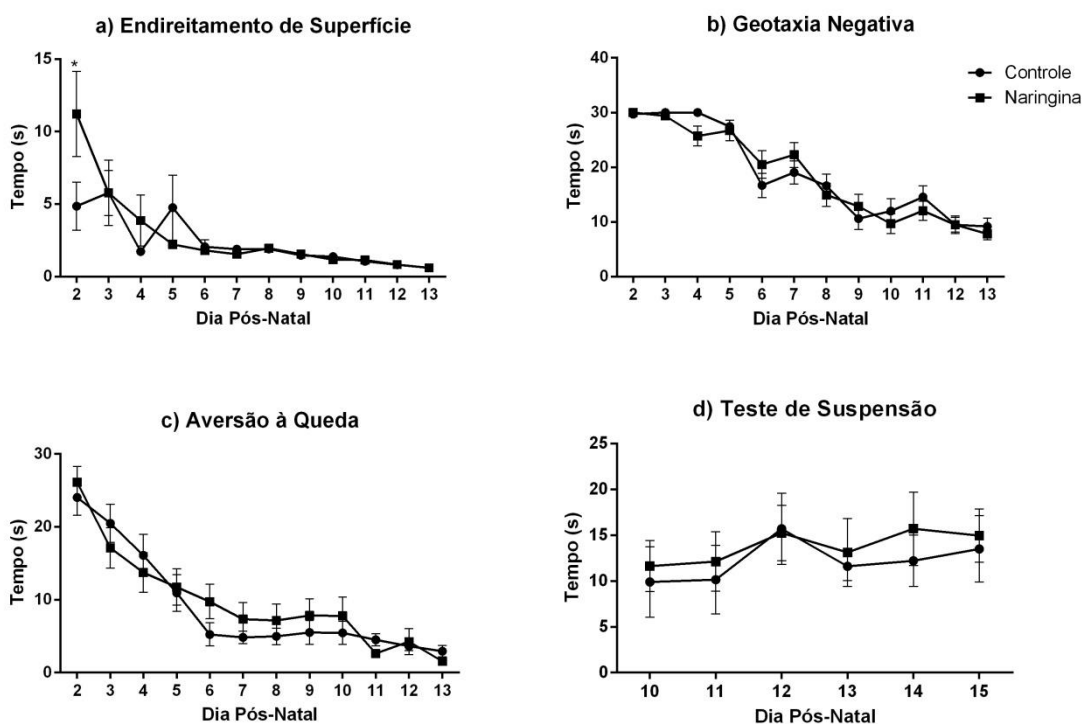 a) Endireitamento de Superfície
15
10
5
0
Tempo (s)
*
2 3 4 5 6 7 8 9 10 11 12 13
Dia Pós-Natal
b) Geotaxia Negativa
40
30
20
10
0
Tempo (s)
2 3 4 5 6 7 8 9 10 11 12 13
Dia Pós-Natal
Controle
Naringina
c) Aversão à Queda
30
20
10
0
Tempo (s)
2 3 4 5 6 7 8 9 10 11 12 13
Dia Pós-Natal
d) Teste de Suspensão
25
20
15
10
5
0
Tempo (s)
10 11 12 13 14 15
Dia Pós-Natal